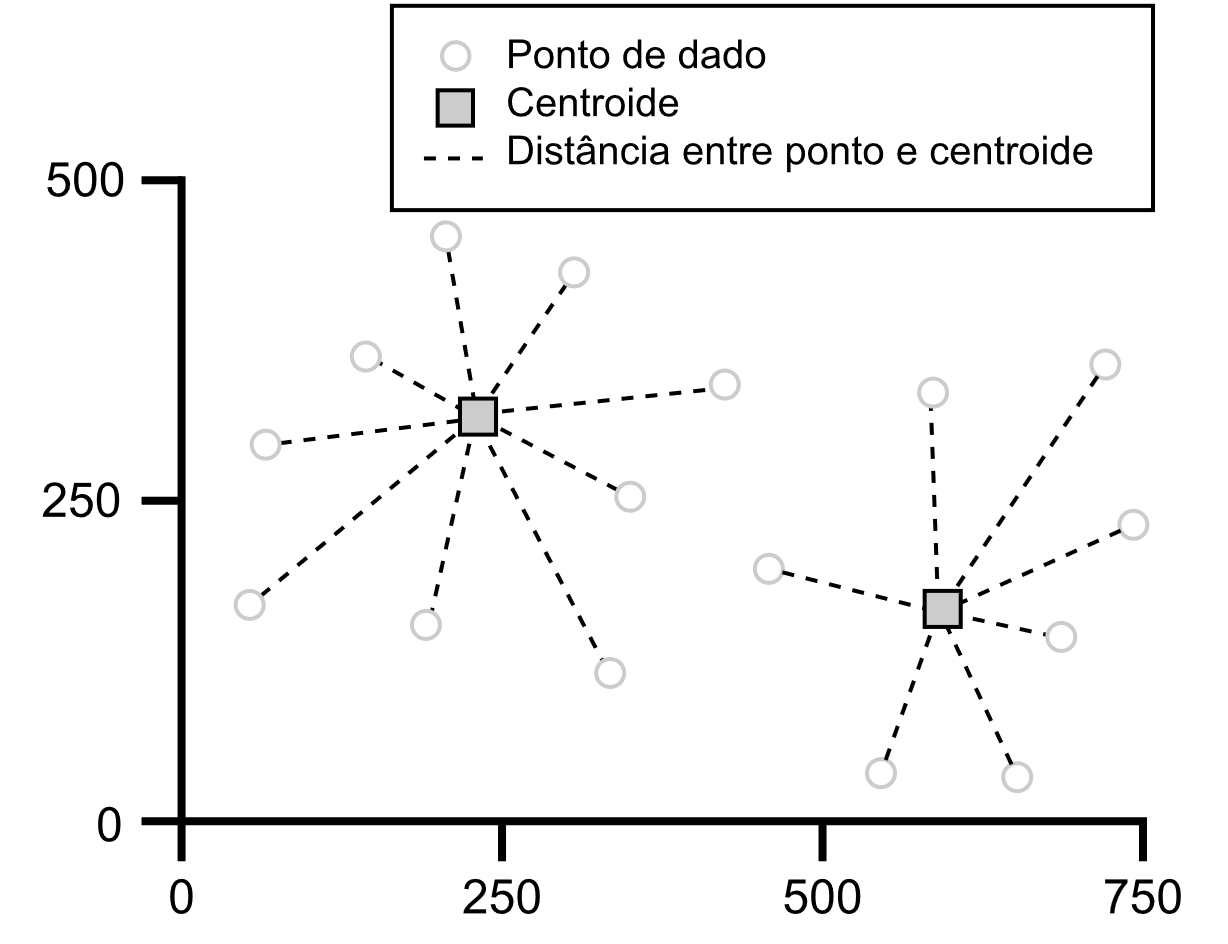 Ponto de dado
Centroide
Distância entre ponto e centroide
500
250
0
0 250 500 750